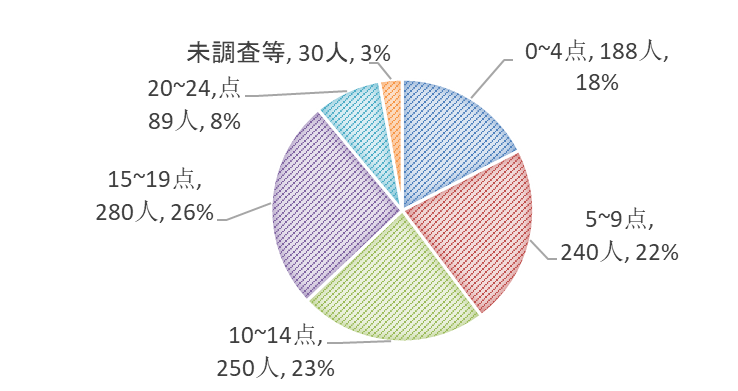 未調査等, 30人, 3%
0~4点, 188人,
18%
20~24,点
89人, 8%
15~19点,
280人, 26%
5~9点,
240人, 22%
10~14点,
250人, 23%